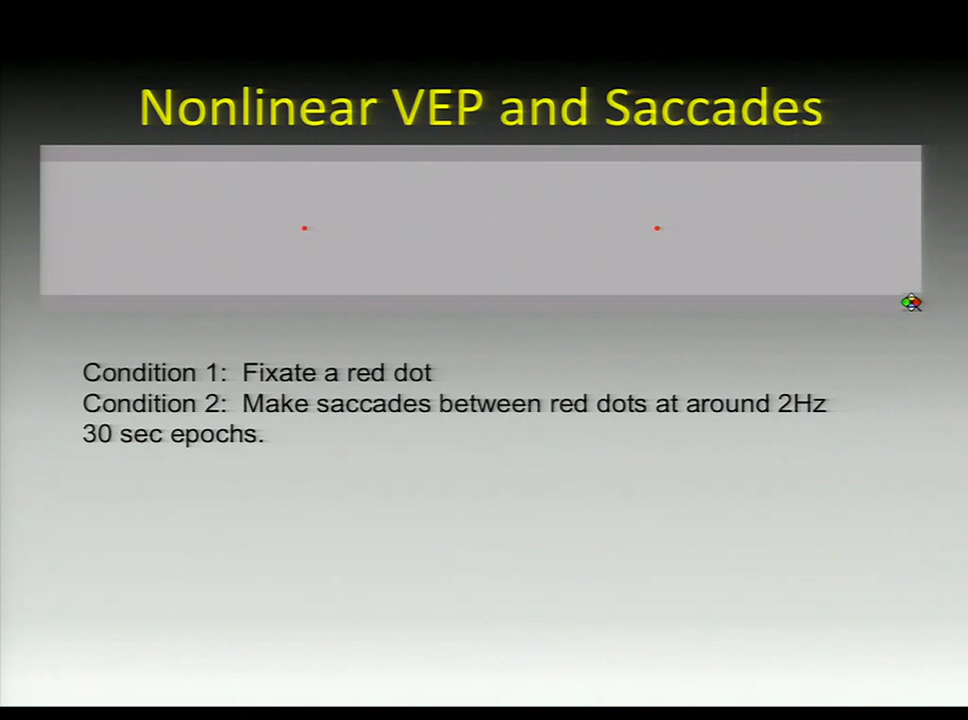 Nonlinear VEP and Saccades
Condition 1:  Fixate a red dot
Condition 2:  Make saccades between red dots at around 2Hz
30 sec epochs.